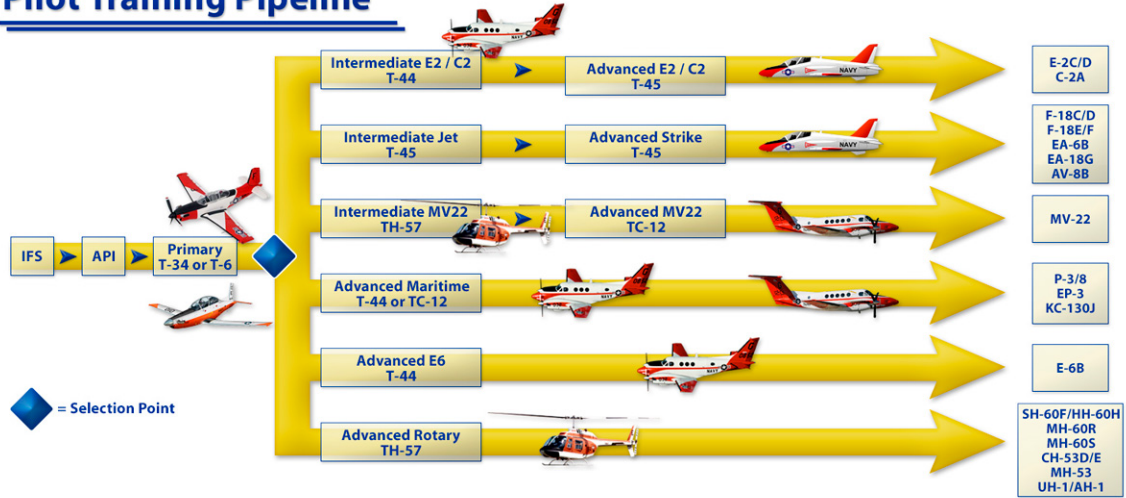 Pilot Training Pipeline
Intermediate E2 / C2
T-44
Advanced E2 / C2
T-45
NAVY
E-2C/D
C-2A
Intermediate Jet
T-45
Advanced Strike
T-45
NAVY
F-18C/D
F-18E/F
EA-6B
EA-18G
AV-8B
Intermediate MV22
TH-57
Advanced MV22
TC-12
MV-22
IFS
API
Primary
T-34 or T-6
Advanced Maritime
T-44 or TC-12
P-3/8
EP-3
KC-130J
Advanced E6
T-44
E-6B
= Selection Point
Advanced Rotary
TH-57
SH-60F/HH-60H
MH-60R
MH-60S
CH-53D/E
MH-53
UH-1/AH-1